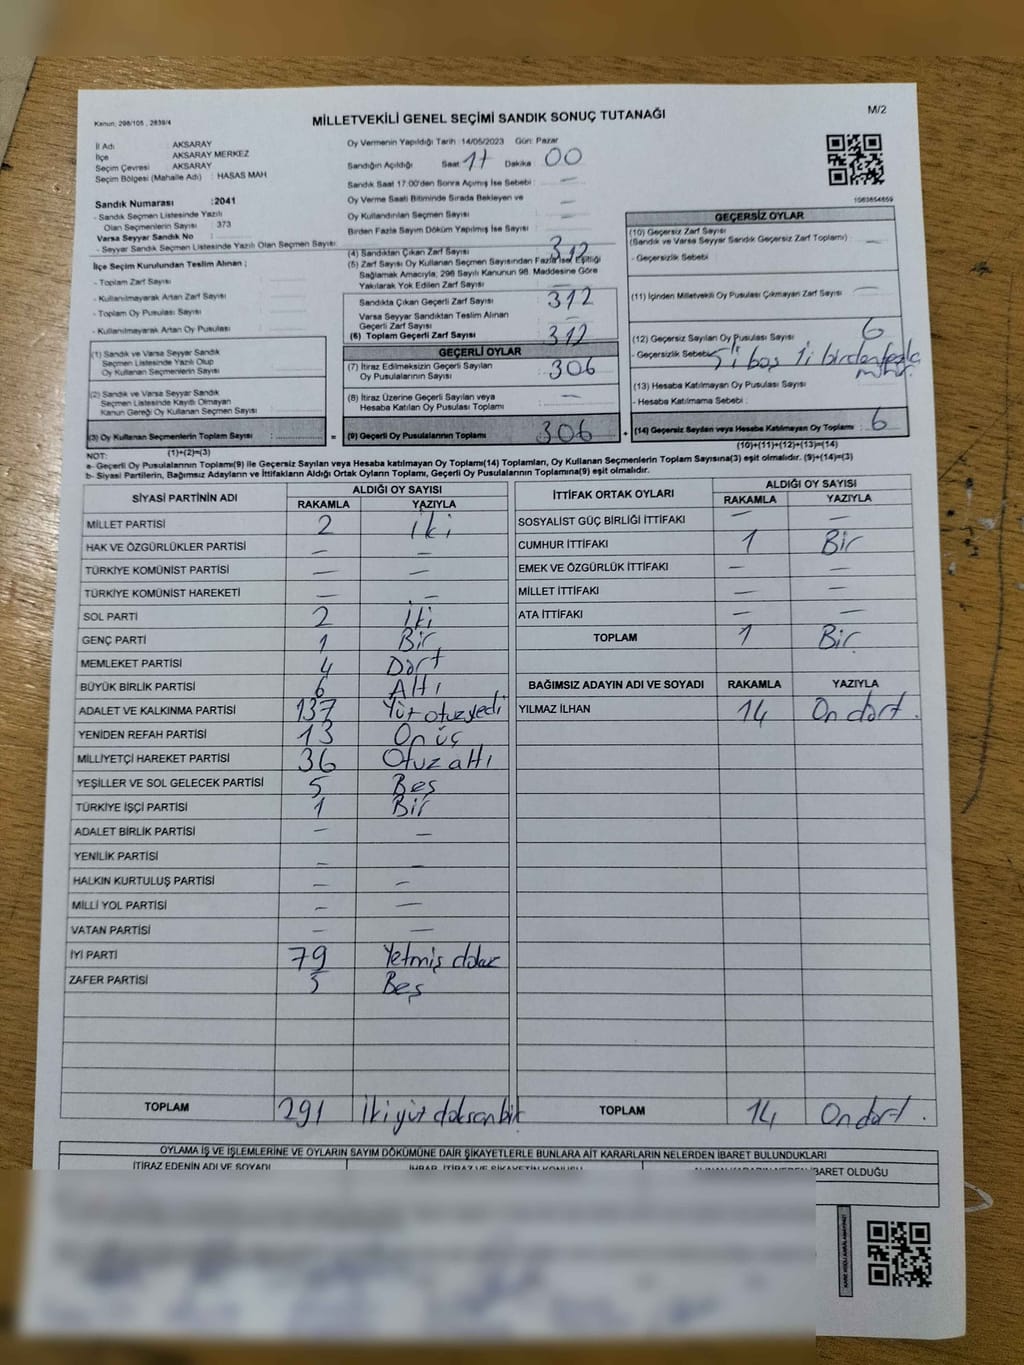 Kanun, 298/105 , 2839/4
MİLLETVEKİLİ GENEL SEÇİMİ SANDIK SONUÇ TUTANAĞI
M/2
İl Adı : AKSARAY
İlçe AKSARAY MERKEZ
Seçim Çevresi : AKSARAY
Seçim Bölgesi (Mahalle Adı) : HASAS MAH
Sandık Numarası :2041
- Sandık Seçmen Listesinde Yazılı
Olan Seçmenlerin Sayısı : 373
Varsa Seyyar Sandık No :
- Seyyar Sandık Seçmen Listesinde Yazılı Olan Seçmen Sayısı:
İlçe Seçim Kurulundan Teslim Alınan ;
- Toplam Zarf Sayısı
- Kullanılmayarak Artan Zarf Sayısı
- Toplam Oy Pusulası Sayısı
- Kullanılmayarak Artan Oy Pusulası
(1) Sandık ve Varsa Seyyar Sandık
Seçmen Listesinde Yazılı Olup
Oy Kullanan Seçmenlerin Sayısı
(2) Sandık ve Varsa Seyyar Sandık
Seçmen Listesinde Kayıtlı Olmayan
Kanun Gereği Oy Kullanan Seçmen Sayısı :
(3) Oy Kullanan Seçmenlerin Toplam Sayısı :
(1)+(2)=(3)
Oy Vermenin Yapıldığı Tarih :14/05/2023 Gün: Pazar
Sandığın Açıldığı Saat 17 Dakika 00
Sandık Saat 17:00'den Sonra Açımış İse Sebebi : —
Oy Verme Saati Bitiminde Sırada Bekleyen ve
Oy Kullandırılan Seçmen Sayısı : —
Birden Fazla Sayım Döküm Yapılmış İse Sayısı : —
(4) Sandıktan Çıkan Zarf Sayısı : 312
(5) Zarf Sayısı Oy Kullanan Seçmen Sayısından Fazla ise, Eşitliği
Sağlamak Amacıyla, 298 Sayılı Kanunun 98. Maddesine Göre
Yakılarak Yok Edilen Zarf Sayısı : —
Sandıkta Çıkan Geçerli Zarf Sayısı 312
Varsa Seyyar Sandıktan Teslim Alınan
Geçerli Zarf Sayısı —
(6) Toplam Geçerli Zarf Sayısı 312
GEÇERLİ OYLAR
(7) İtiraz Edilmeksizin Geçerli Sayılan
Oy Pusulalarının Sayısı : 306
(8) İtiraz Üzerine Geçerli Sayılan veya
Hesaba Katılan Oy Pusulası Toplamı : —
= (9) Geçerli Oy Pusulalarının Toplamı 306 +
1063654659
GEÇERSİZ OYLAR
(10) Geçersiz Zarf Sayısı
(Sandık ve Varsa Seyyar Sandık Geçersiz Zarf Toplamı) : —
- Geçersizlik Sebebi :
(11) İçinden Milletvekili Oy Pusulası Çıkmayan Zarf Sayısı : —
(12) Geçersiz Sayılan Oy Pusulası Sayısı 6
- Geçersizlik Sebebi 5'i boş 1'i birden fazla
mühür.
(13) Hesaba Katılmayan Oy Pusulası Sayısı
- Hesaba Katılmama Sebebi :
(14) Geçersiz Sayılan veya Hesaba Katılmayan Oy Toplamı : 6
(10)+(11)+(12)+(13)=(14)
NOT:
a- Geçerli Oy Pusulalarının Toplamı(9) ile Geçersiz Sayılan veya Hesaba katılmayan Oy Toplamı(14) Toplamları, Oy Kullanan Seçmenlerin Toplam Sayısına(3) eşit olmalıdır. (9)+(14)=(3)
b- Siyasi Partilerin, Bağımsız Adayların ve İttifakların Aldığı Ortak Oyların Toplamı, Geçerli Oy Pusulalarının Toplamına(9) eşit olmalıdır.
SİYASİ PARTİNİN ADI ALDIĞI OY SAYISI
RAKAMLA YAZIYLA
MİLLET PARTİSİ 2 iki
HAK VE ÖZGÜRLÜKLER PARTİSİ — —
TÜRKİYE KOMÜNİST PARTİSİ — —
TÜRKİYE KOMÜNİST HAREKETİ — —
SOL PARTİ 2 İki
GENÇ PARTİ 1 Bir
MEMLEKET PARTİSİ 4 Dört
BÜYÜK BİRLİK PARTİSİ 6 Altı
ADALET VE KALKINMA PARTİSİ 137 Yüz otuz yedi
YENİDEN REFAH PARTİSİ 13 On üç
MİLLİYETÇİ HAREKET PARTİSİ 36 Otuz altı
YEŞİLLER VE SOL GELECEK PARTİSİ 5 Beş
TÜRKİYE İŞÇİ PARTİSİ 1 Bir
ADALET BİRLİK PARTİSİ — —
YENİLİK PARTİSİ — —
HALKIN KURTULUŞ PARTİSİ — —
MİLLİ YOL PARTİSİ — —
VATAN PARTİSİ — —
İYİ PARTİ 79 Yetmiş dokuz
ZAFER PARTİSİ 5 Beş
TOPLAM 291 İki yüz doksan bir
İTTİFAK ORTAK OYLARI ALDIĞI OY SAYISI
RAKAMLA YAZIYLA
SOSYALİST GÜÇ BİRLİĞİ İTTİFAKI — —
CUMHUR İTTİFAKI 1 Bir
EMEK VE ÖZGÜRLÜK İTTİFAKI — —
MİLLET İTTİFAKI — —
ATA İTTİFAKI — —
TOPLAM 1 Bir
BAĞIMSIZ ADAYIN ADI VE SOYADI RAKAMLA YAZIYLA
YILMAZ İLHAN 14 On dört.
TOPLAM 14 On dört.
OYLAMA İŞ VE İŞLEMLERİNE VE OYLARIN SAYIM DÖKÜMÜNE DAİR ŞİKAYETLERLE BUNLARA AİT KARARLARIN NELERDEN İBARET BULUNDUKLARI
İTİRAZ EDENİN ADI VE SOYADI İHBAR, İTİRAZ VE ŞİKAYETİN KONUSU ALINAN KARARIN NEDEN İBARET OLDUĞU